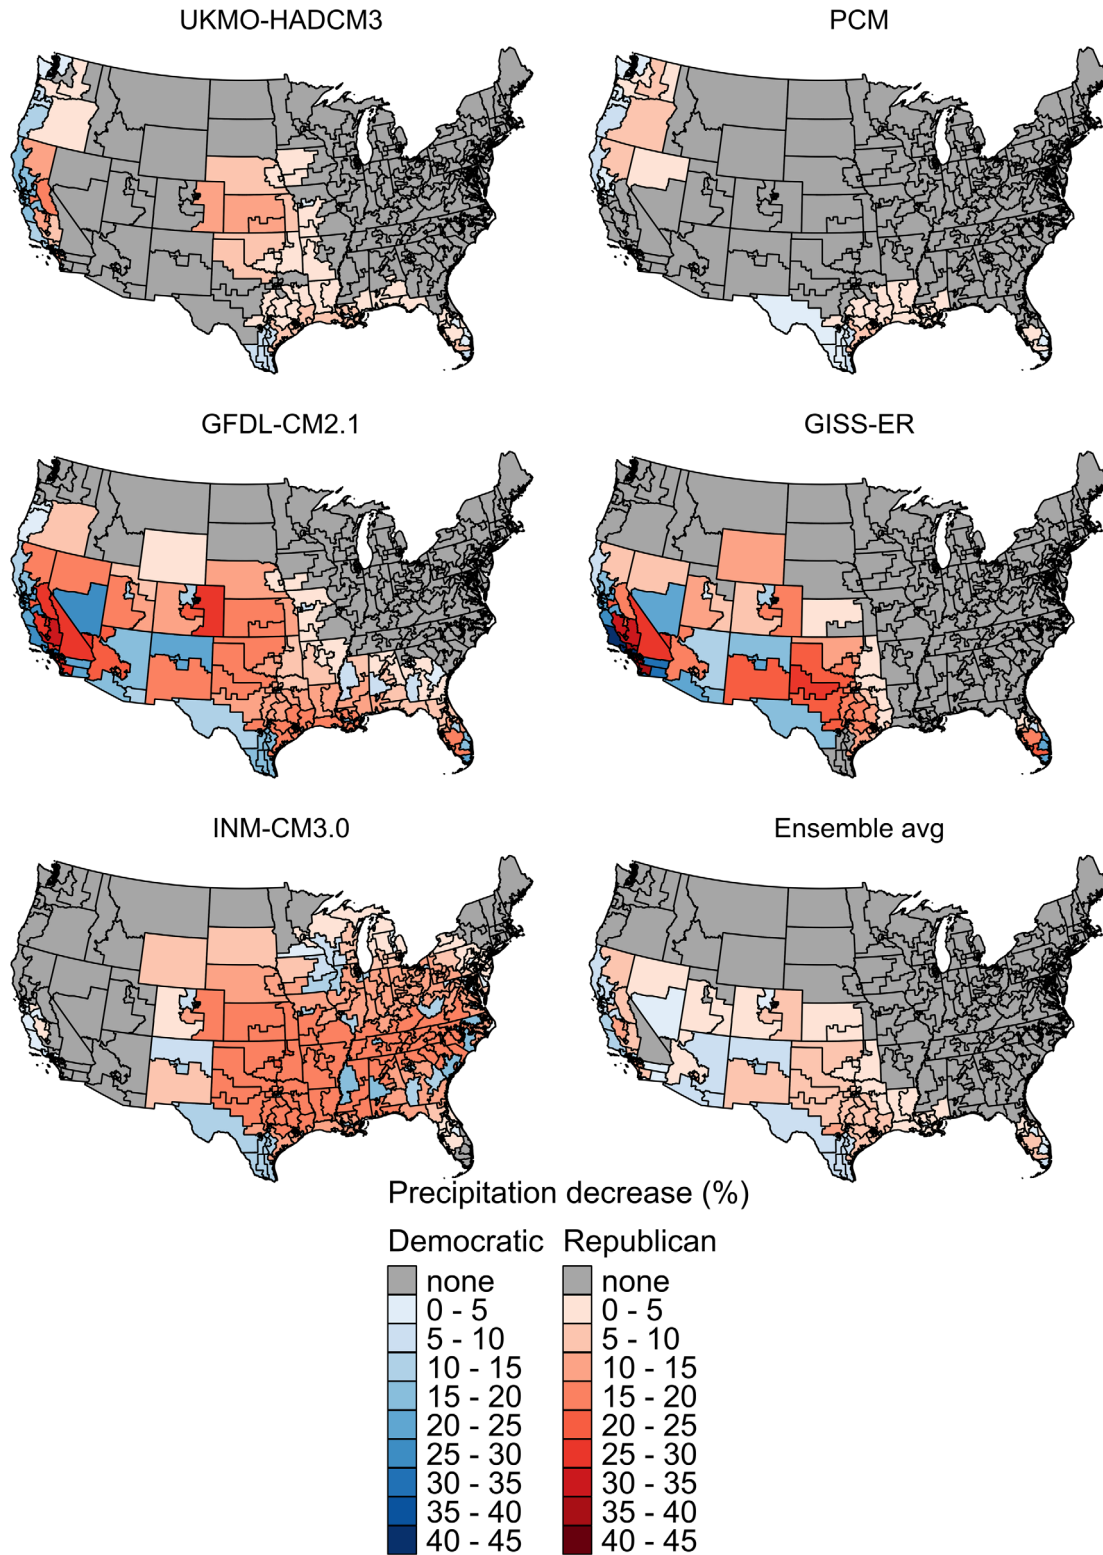 UKMO-HADCM3 PCM
GFDL-CM2.1 GISS-ER
INM-CM3.0 Ensemble avg
Precipitation decrease (%)
Democratic Republican
none none
0 - 5 0 - 5
5 - 10 5 - 10
10 - 15 10 - 15
15 - 20 15 - 20
20 - 25 20 - 25
25 - 30 25 - 30
30 - 35 30 - 35
35 - 40 35 - 40
40 - 45 40 - 45